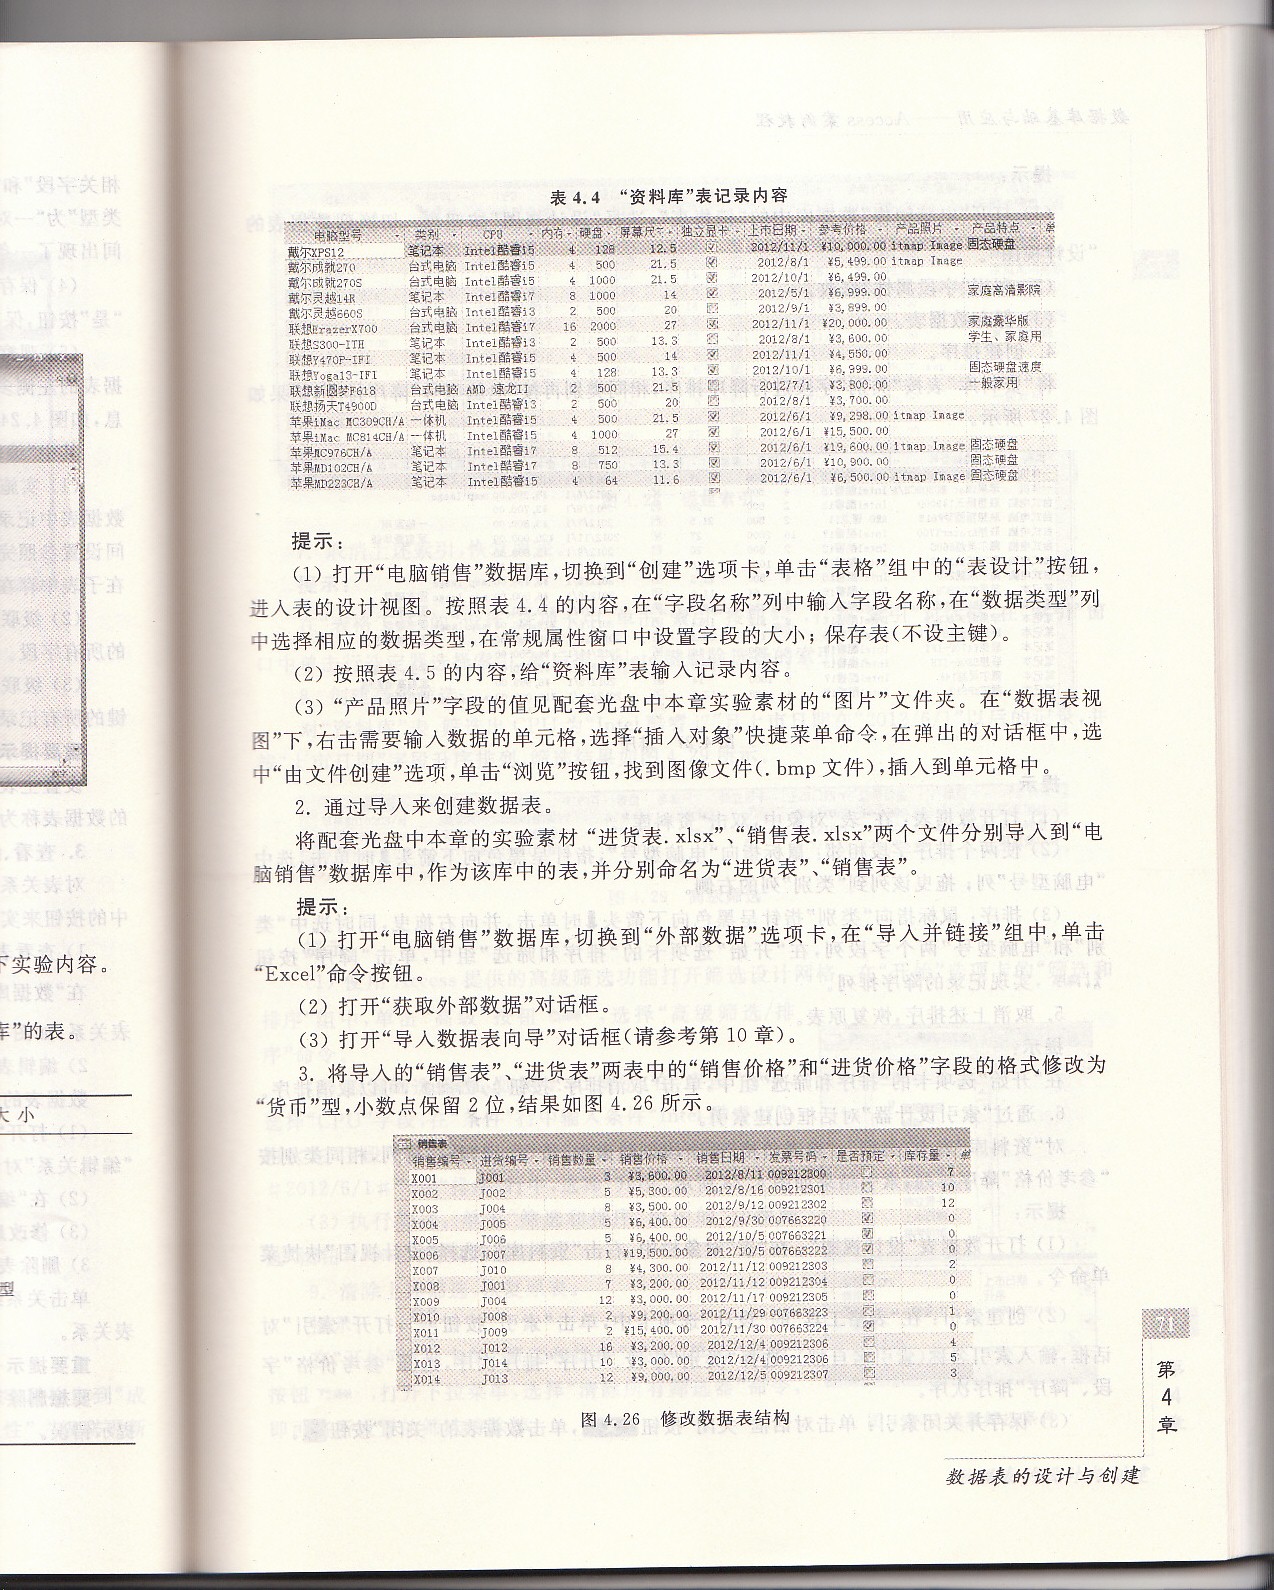 表 4.4 “资料库”表记录内容
电脑型号 类别 CPU 内存 硬盘 屏幕尺寸 独立显卡 上市日期 参考价格 产品照片 产品特点
戴尔XPS12 笔记本 Intel酷睿i5 4 128 12.5 2012/11/1 ¥10,000.00 itmap Image 固态硬盘
戴尔成就270 台式电脑 Intel酷睿i5 4 500 21.5 2012/8/1 ¥5,499.00 itmap Image
戴尔成就270S 台式电脑 Intel酷睿i5 4 1000 21.5 2012/10/1 ¥6,499.00
戴尔灵越14R 笔记本 Intel酷睿i7 8 1000 14 2012/5/1 ¥6,999.00 家庭高清影院
戴尔灵越660S 台式电脑 Intel酷睿i3 2 500 20 2012/9/1 ¥3,899.00
联想ErazerX700 台式电脑 Intel酷睿i7 16 2000 27 2012/11/1 ¥20,000.00 家庭豪华版
联想S300-ITH 笔记本 Intel酷睿i3 2 500 13.3 2012/8/1 ¥3,600.00 学生、家庭用
联想Y470P-IFI 笔记本 Intel酷睿i5 4 500 14 2012/11/1 ¥4,550.00
联想Yoga13-IFI 笔记本 Intel酷睿i5 4 128 13.3 2012/10/1 ¥6,999.00 固态硬盘速度
联想新圆梦F618 台式电脑 AMD 速龙II 2 500 21.5 2012/7/1 ¥3,800.00 一般家用
联想扬天T4900D 台式电脑 Intel酷睿i3 2 500 20 2012/8/1 ¥3,700.00
苹果iMac MC309CH/A 一体机 Intel酷睿i5 4 500 21.5 2012/6/1 ¥9,298.00 itmap Image
苹果iMac MC814CH/A 一体机 Intel酷睿i5 4 1000 27 2012/6/1 ¥15,500.00
苹果MC976CH/A 笔记本 Intel酷睿i7 8 512 15.4 2012/6/1 ¥19,600.00 itmap Image 固态硬盘
苹果MD102CH/A 笔记本 Intel酷睿i7 8 750 13.3 2012/6/1 ¥10,900.00 固态硬盘
苹果MD223CH/A 笔记本 Intel酷睿i5 4 64 11.6 2012/6/1 ¥6,500.00 itmap Image 固态硬盘
提示：
（1）打开“电脑销售”数据库，切换到“创建”选项卡，单击“表格”组中的“表设计”按钮，
进入表的设计视图。按照表 4.4 的内容，在“字段名称”列中输入字段名称，在“数据类型”列
中选择相应的数据类型，在常规属性窗口中设置字段的大小；保存表（不设主键）。
（2）按照表 4.5 的内容，给“资料库”表输入记录内容。
（3）“产品照片”字段的值见配套光盘中本章实验素材的“图片”文件夹。在“数据表视
图”下，右击需要输入数据的单元格，选择“插入对象”快捷菜单命令，在弹出的对话框中，选
中“由文件创建”选项，单击“浏览”按钮，找到图像文件（.bmp 文件），插入到单元格中。
2. 通过导入来创建数据表。
将配套光盘中本章的实验素材 “进货表.xlsx”、“销售表.xlsx”两个文件分别导入到“电
脑销售”数据库中，作为该库中的表，并分别命名为“进货表”、“销售表”。
提示：
（1）打开“电脑销售”数据库，切换到“外部数据”选项卡，在“导入并链接”组中，单击
“Excel”命令按钮。
（2）打开“获取外部数据”对话框。
（3）打开“导入数据表向导”对话框（请参考第 10 章）。
3. 将导入的“销售表”、“进货表”两表中的“销售价格”和“进货价格”字段的格式修改为
“货币”型，小数点保留 2 位，结果如图 4.26 所示。
销售表
销售编号 进货编号 销售数量 销售价格 销售日期 发票号码 是否预定 库存量
X001 J001 3 ¥3,600.00 2012/8/11 009212300 7
X002 J002 5 ¥5,300.00 2012/8/16 009212301 10
X003 J004 8 ¥3,500.00 2012/9/12 009212302 12
X004 J005 5 ¥6,400.00 2012/9/30 007663220 0
X005 J006 5 ¥6,400.00 2012/10/5 007663221 0
X006 J007 1 ¥19,500.00 2012/10/5 007663222 0
X007 J010 8 ¥4,300.00 2012/11/12 009212303 2
X008 J001 7 ¥3,200.00 2012/11/12 009212304 0
X009 J004 12 ¥3,000.00 2012/11/17 009212305 0
X010 J008 2 ¥9,200.00 2012/11/29 007663223 1
X011 J009 2 ¥15,400.00 2012/11/30 007663224 0
X012 J012 16 ¥3,200.00 2012/12/4 009212306 4
X013 J014 10 ¥3,000.00 2012/12/4 009212306 5
X014 J013 12 ¥9,000.00 2012/12/5 009212307 3
图 4.26 修改数据表结构
71
第
4
章
数据表的设计与创建
下实验内容。
库”的表。
大 小
型